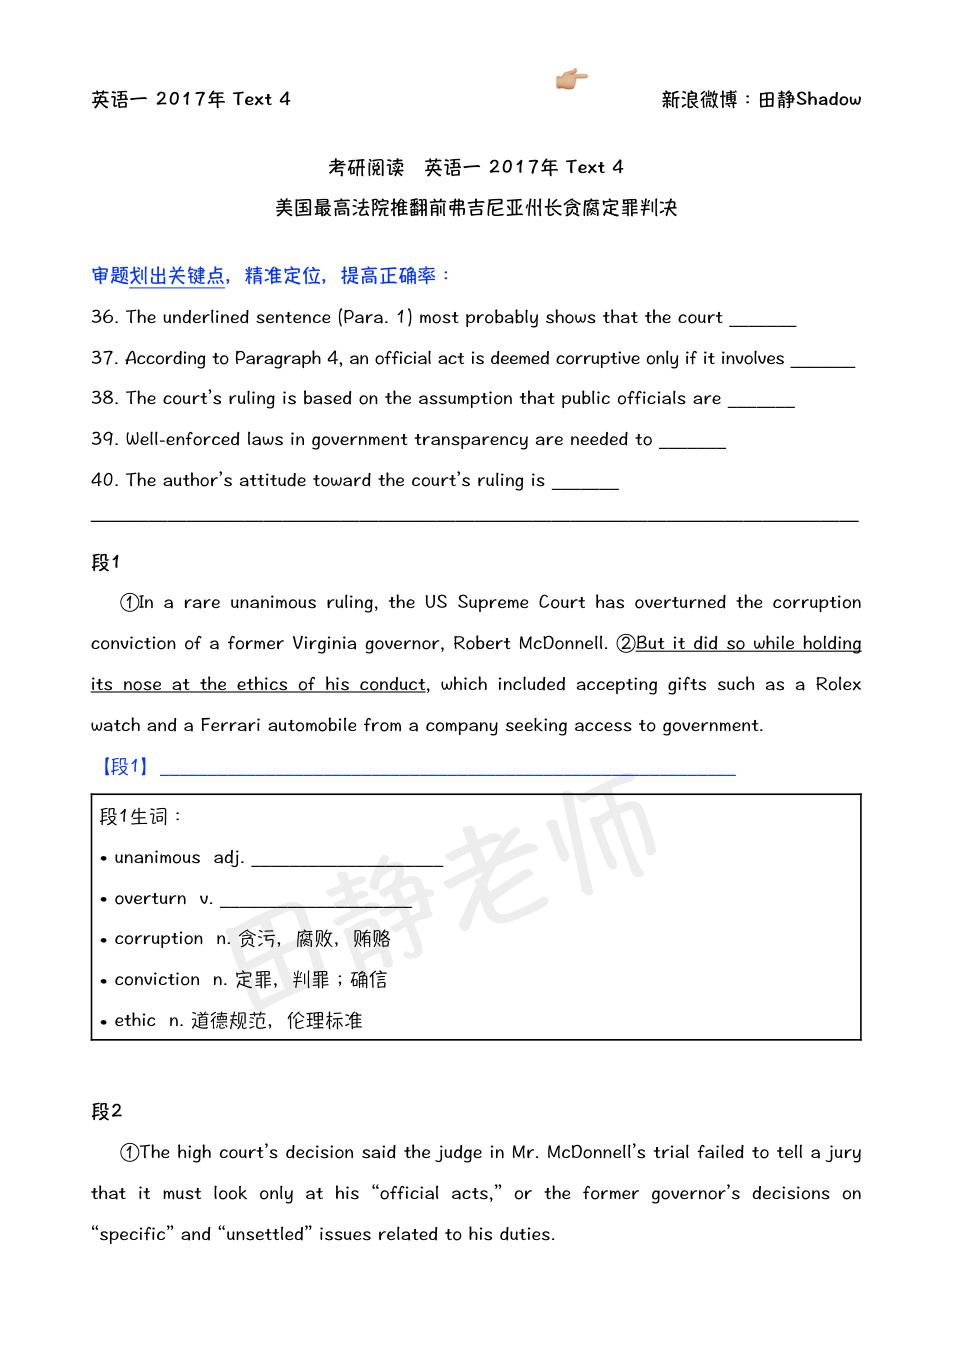 英语一 2017年 Text 4
新浪微博：田静Shadow
考研阅读 英语一 2017年 Text 4
美国最高法院推翻前弗吉尼亚州长贪腐定罪判决
审题划出关键点，精准定位，提高正确率：
36. The underlined sentence (Para. 1) most probably shows that the court _______
37. According to Paragraph 4, an official act is deemed corruptive only if it involves _______
38. The court's ruling is based on the assumption that public officials are _______
39. Well-enforced laws in government transparency are needed to _______
40. The author's attitude toward the court's ruling is _______
段1
①In a rare unanimous ruling, the US Supreme Court has overturned the corruption
conviction of a former Virginia governor, Robert McDonnell. ②But it did so while holding
its nose at the ethics of his conduct, which included accepting gifts such as a Rolex
watch and a Ferrari automobile from a company seeking access to government.
【段1】____________________________________________________________
段1生词：
• unanimous adj. ____________________
• overturn v. ____________________
• corruption n. 贪污，腐败，贿赂
• conviction n. 定罪，判罪；确信
• ethic n. 道德规范，伦理标准
田静老师
段2
①The high court's decision said the judge in Mr. McDonnell's trial failed to tell a jury
that it must look only at his “official acts,” or the former governor's decisions on
“specific” and “unsettled” issues related to his duties.